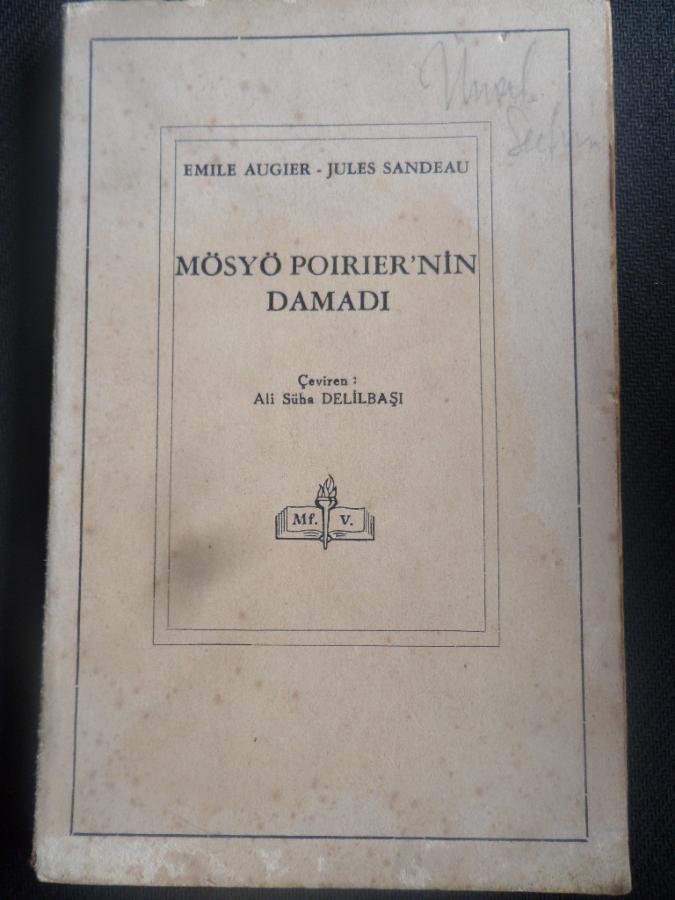 EMILE AUGIER - JULES SANDEAU
MÖSYÖ POIRIER'NİN
DAMADI
Çeviren :
Ali Süha DELİLBAŞI
Mf. V.